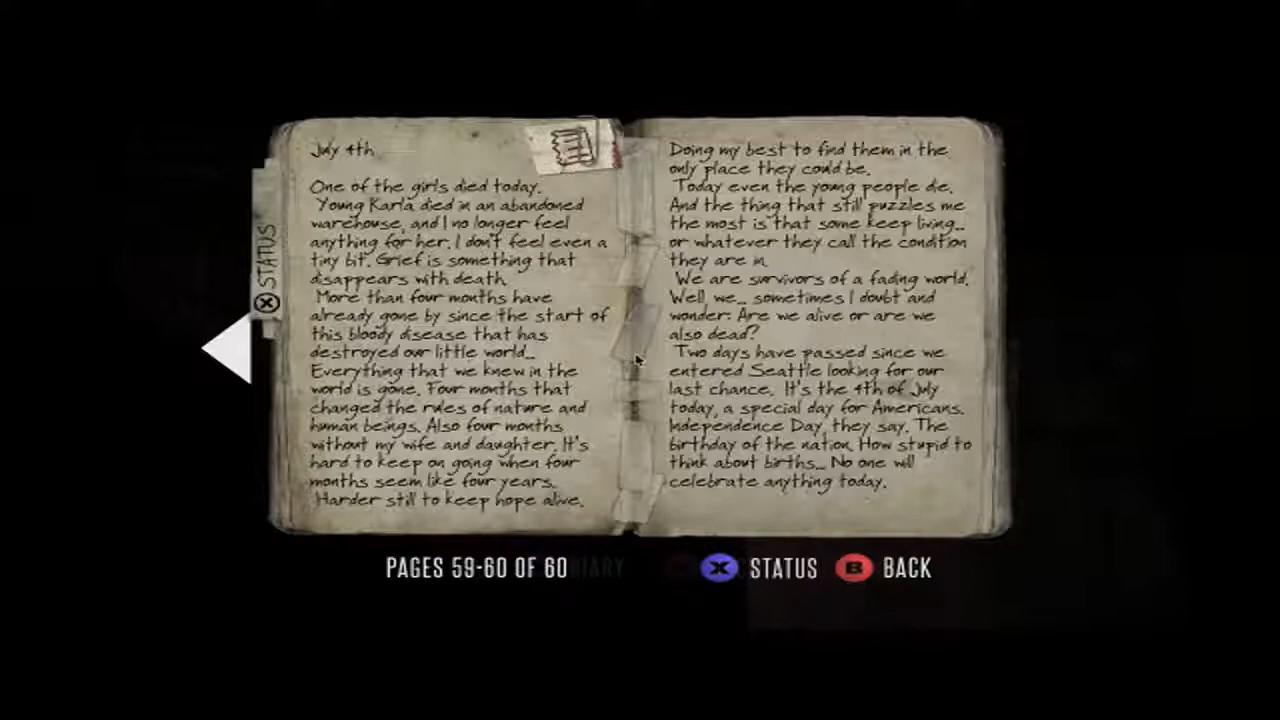 July 4th
One of the girls died today.
Young Karla died in an abandoned
warehouse, and I no longer feel
anything for her. I don't feel even a
tiny bit. Grief is something that
disappears with death.
More than four months have
already gone by since the start of
this bloody disease that has
destroyed our little world...
Everything that we knew in the
world is gone. Four months that
changed the rules of nature and
human beings. Also four months
without my wife and daughter. It's
hard to keep on going when four
months seem like four years.
Harder still to keep hope alive.
Doing my best to find them in the
only place they could be.
Today even the young people die.
And the thing that still puzzles me
the most is that some keep living...
or whatever they call the condition
they are in.
We are survivors of a fading world.
Well, we... sometimes I doubt and
wonder: Are we alive or are we
also dead?
Two days have passed since we
entered Seattle looking for our
last chance. It's the 4th of July
today, a special day for Americans.
Independence Day, they say. The
birthday of the nation. How stupid to
think about births... No one will
celebrate anything today.
X STATUS
PAGES 59-60 OF 60
X STATUS B BACK